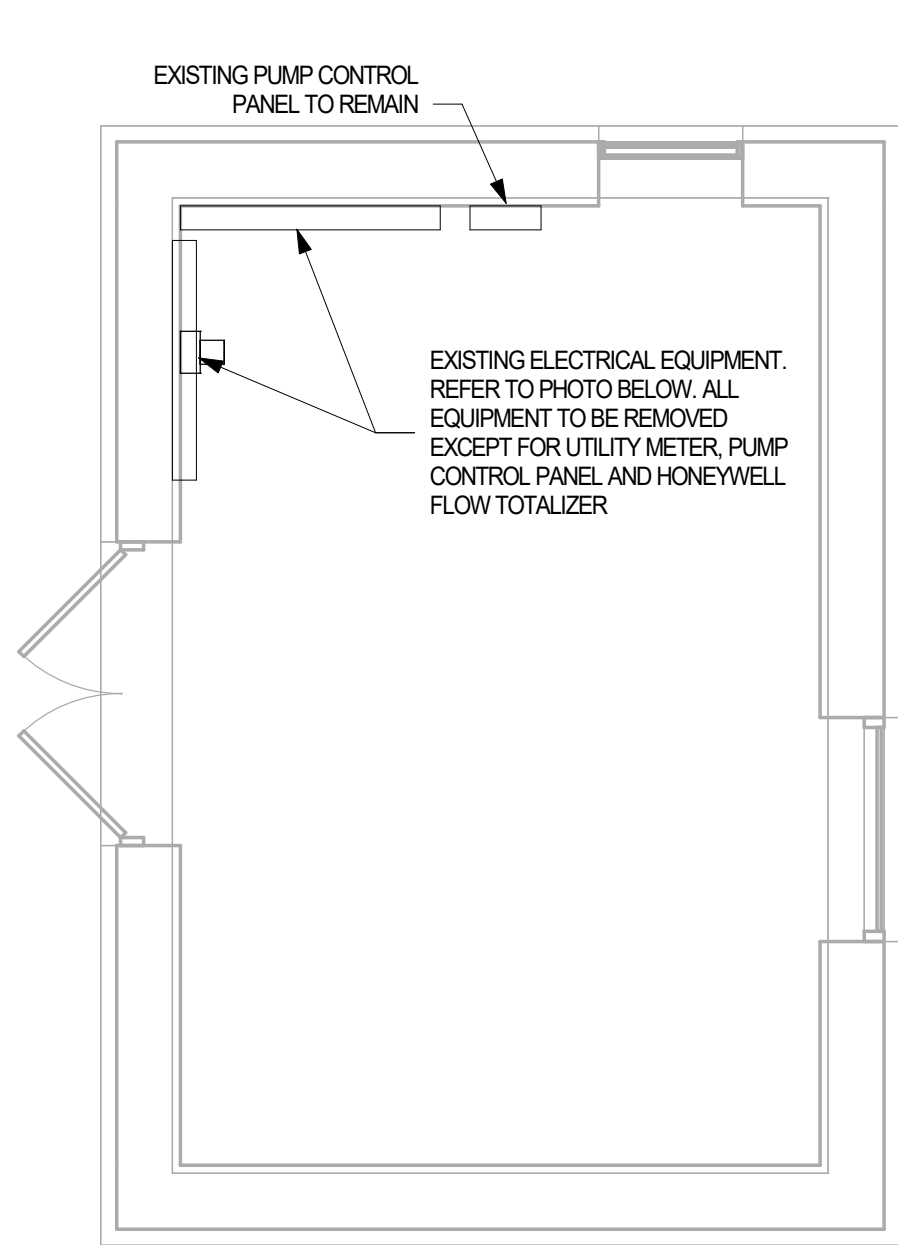 EXISTING PUMP CONTROL
PANEL TO REMAIN
EXISTING ELECTRICAL EQUIPMENT.
REFER TO PHOTO BELOW. ALL
EQUIPMENT TO BE REMOVED
EXCEPT FOR UTILITY METER, PUMP
CONTROL PANEL AND HONEYWELL
FLOW TOTALIZER